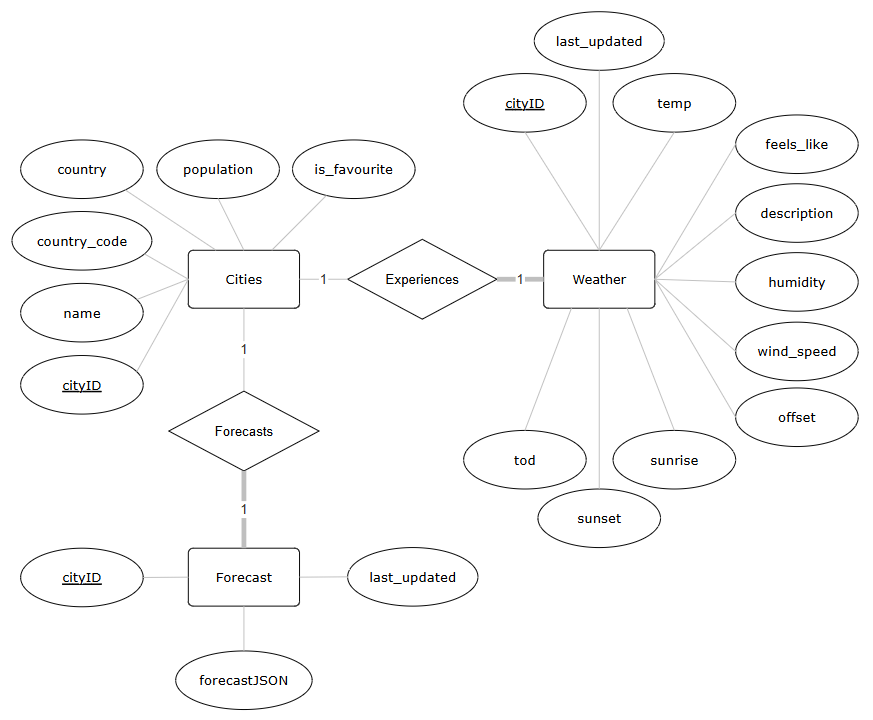 last_updated
cityID
temp
feels_like
country
population
is_favourite
description
country_code
Cities
1
Experiences
1
Weather
humidity
name
1
wind_speed
cityID
offset
Forecasts
tod
sunrise
1
sunset
cityID
Forecast
last_updated
forecastJSON